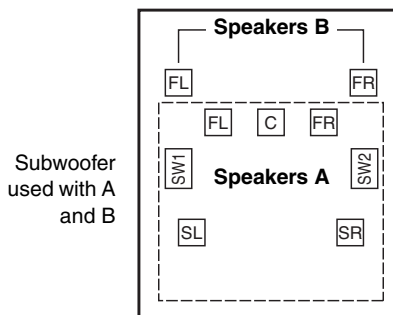 Speakers B
FL
FR
FL
C
FR
Subwoofer
used with A
and B
SW1
Speakers A
SW2
SL
SR